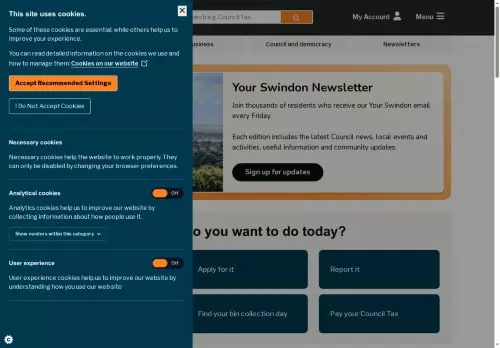 This site uses cookies.
Some of these cookies are essential, while others help us to
improve your experience.
You can read detailed information on the cookies we use and
how to manage them: Cookies on our website
Accept Recommended Settings
I Do Not Accept Cookies
Necessary cookies
Necessary cookies help the website to work properly. They
can only be disabled by changing your browser preferences.
Analytical cookies
Off
Analytics cookies help us to improve our website by
collecting information about how people use it.
Show vendors within this category
User experience
Off
User experience cookies help us to improve our website by
understanding how you use our website
Council Tax
My Account
Menu
Council and democracy
Newsletters
Your Swindon Newsletter
Join thousands of residents who receive our Your Swindon email
every Friday.
Each edition includes the latest Council news, local events and
activities, useful information and community updates.
Sign up for updates
you want to do today?
Apply for it
Report it
Find your bin collection day
Pay your Council Tax